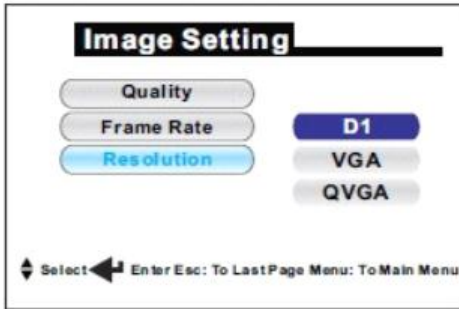 Image Setting
Quality
Frame Rate
Resolution
D1
VGA
QVGA
Select Enter Esc: To Last Page Menu: To Main Menu